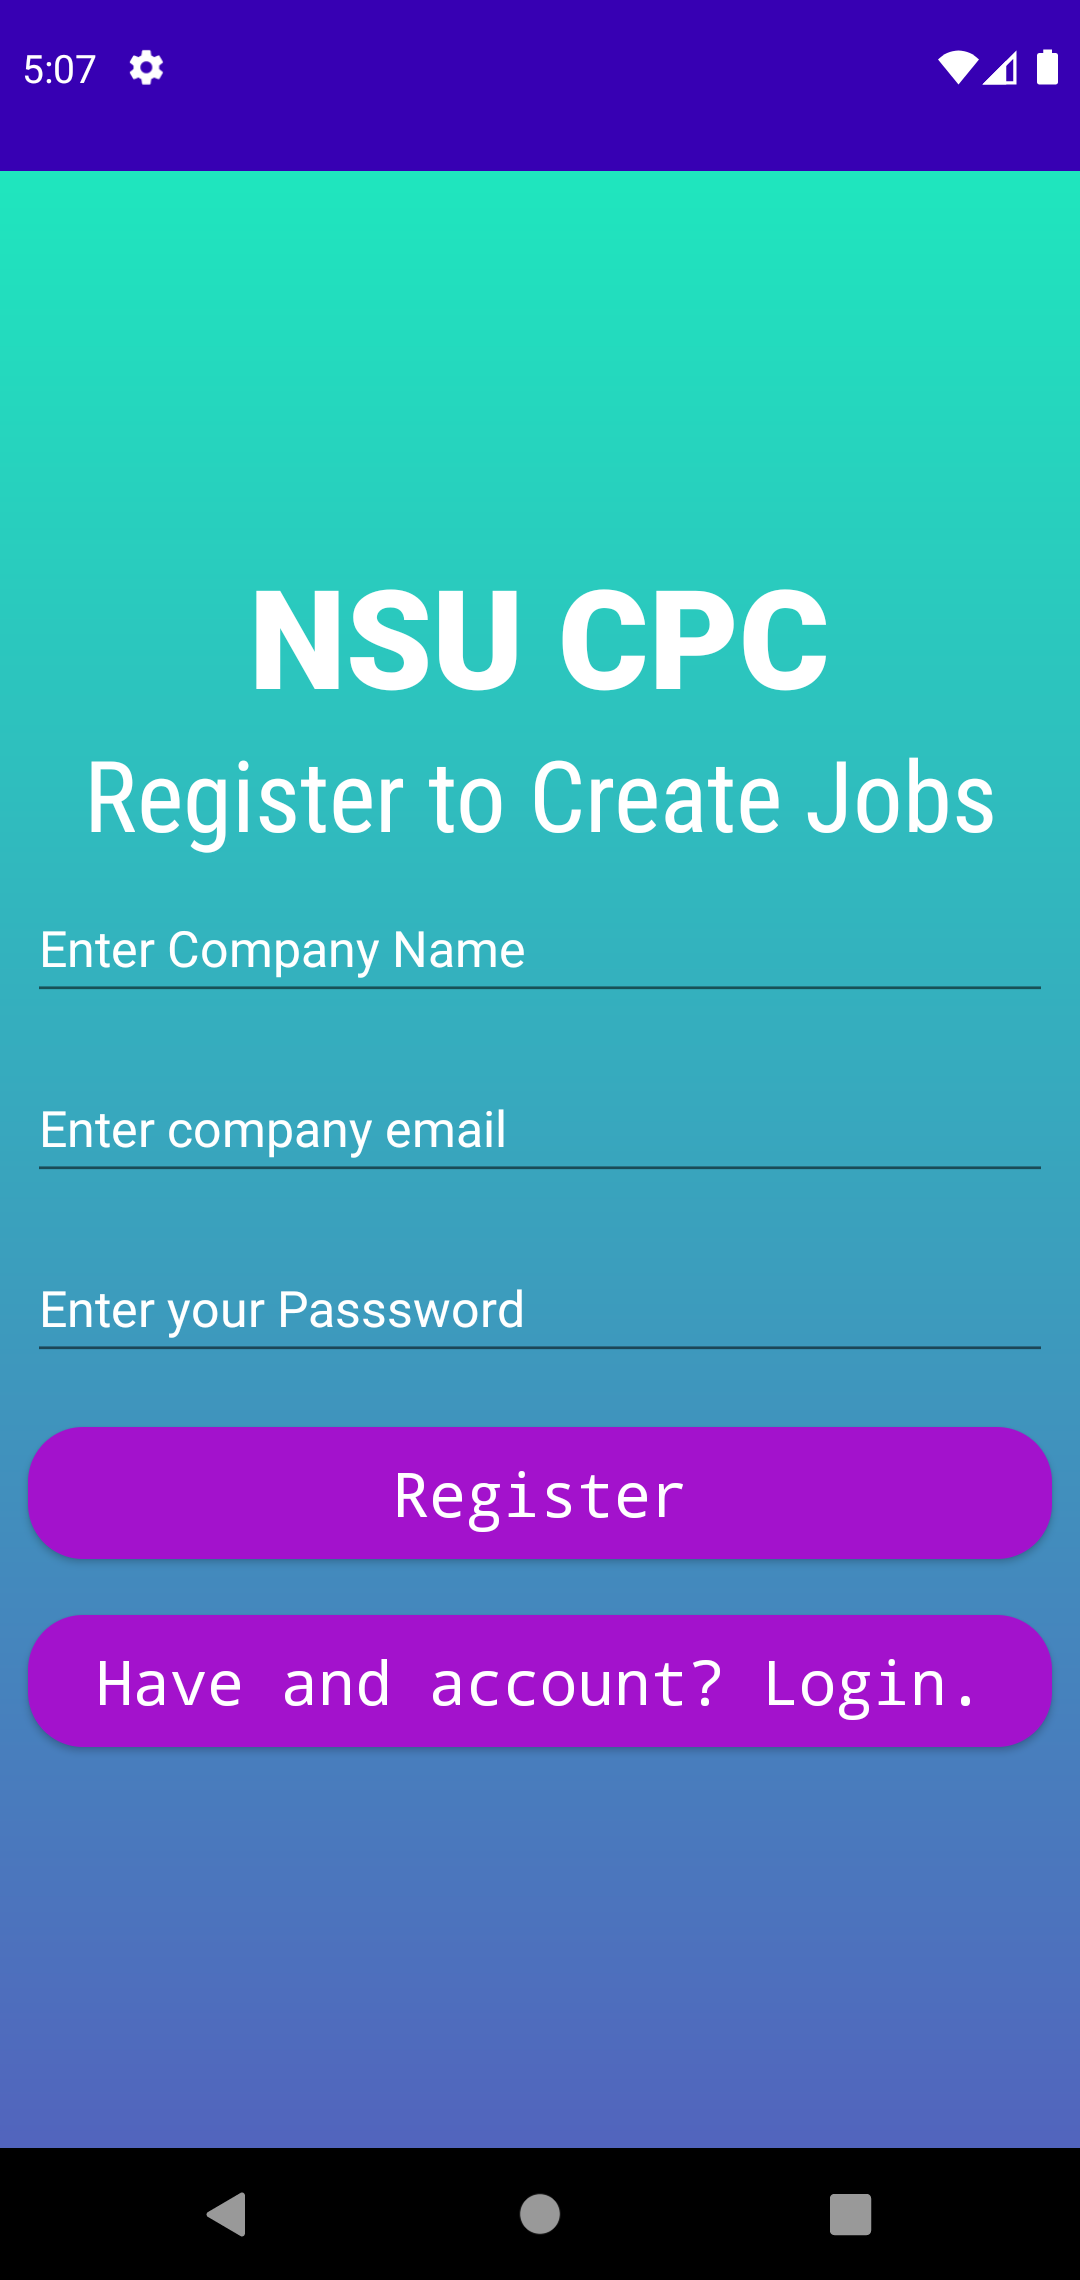 5:07
NSU CPC
Register to Create Jobs
Enter Company Name
Enter company email
Enter your Passsword
Register
Have and account? Login.